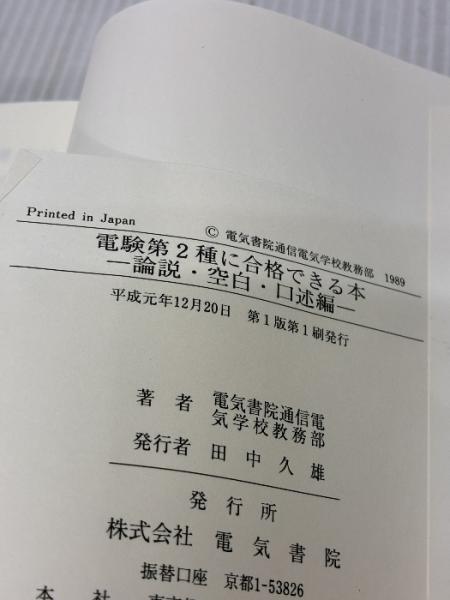 Printed in Japan
© 電気書院通信電気学校教務部 1989
電験第2種に合格できる本
―論説・空白・口述編―
平成元年12月20日 第1版第1刷発行
著者 電気書院通信電
気学校教務部
発行者 田中久雄
発行所
株式会社 電気書院
振替口座 京都1-53826
本社